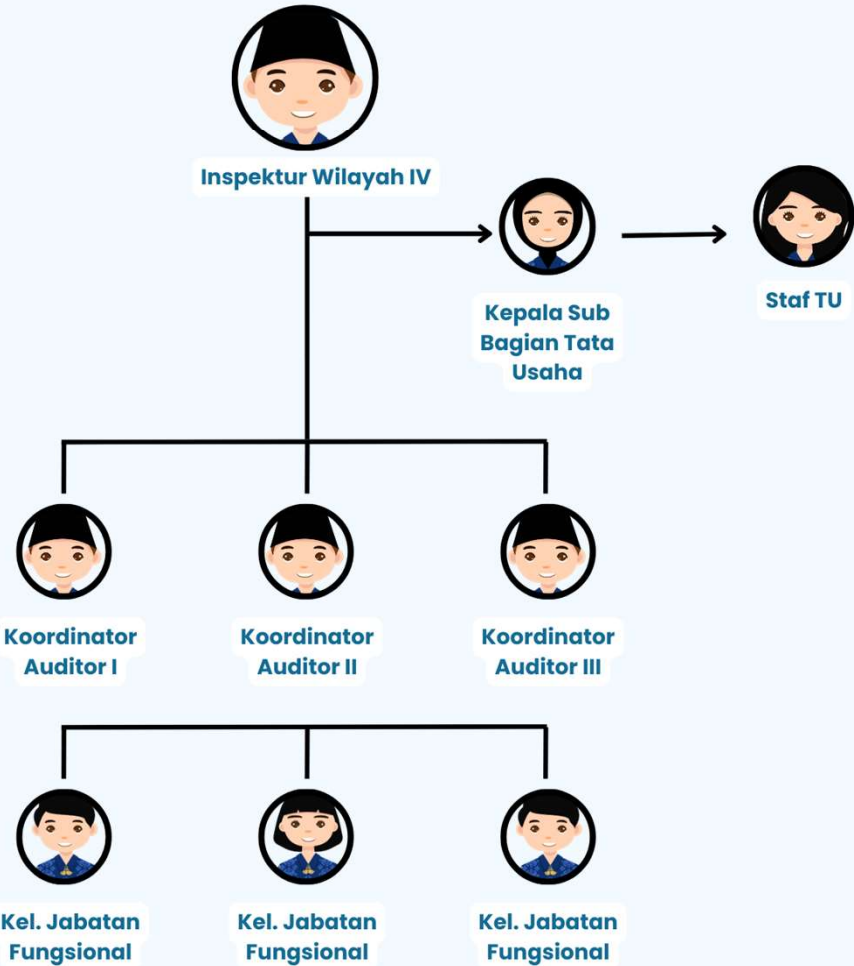 Inspektur Wilayah IV
Kepala Sub
Bagian Tata
Usaha
Staf TU
Koordinator
Auditor I
Koordinator
Auditor II
Koordinator
Auditor III
Kel. Jabatan
Fungsional
Kel. Jabatan
Fungsional
Kel. Jabatan
Fungsional